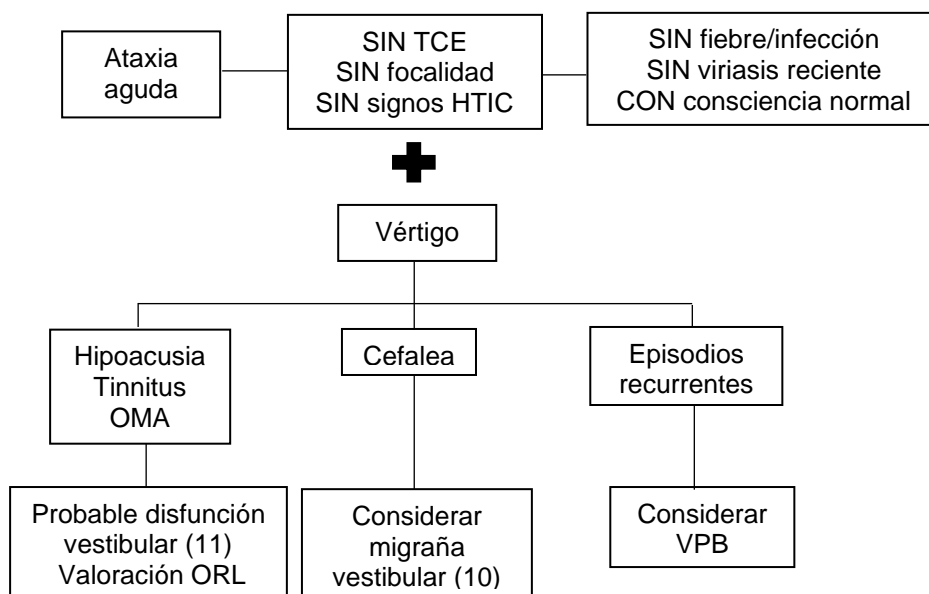 Ataxia
aguda
SIN TCE
SIN focalidad
SIN signos HTIC
SIN fiebre/infección
SIN viriasis reciente
CON consciencia normal
Vértigo
Hipoacusia
Tinnitus
OMA
Cefalea
Episodios
recurrentes
Probable disfunción
vestibular (11)
Valoración ORL
Considerar
migraña
vestibular (10)
Considerar
VPB